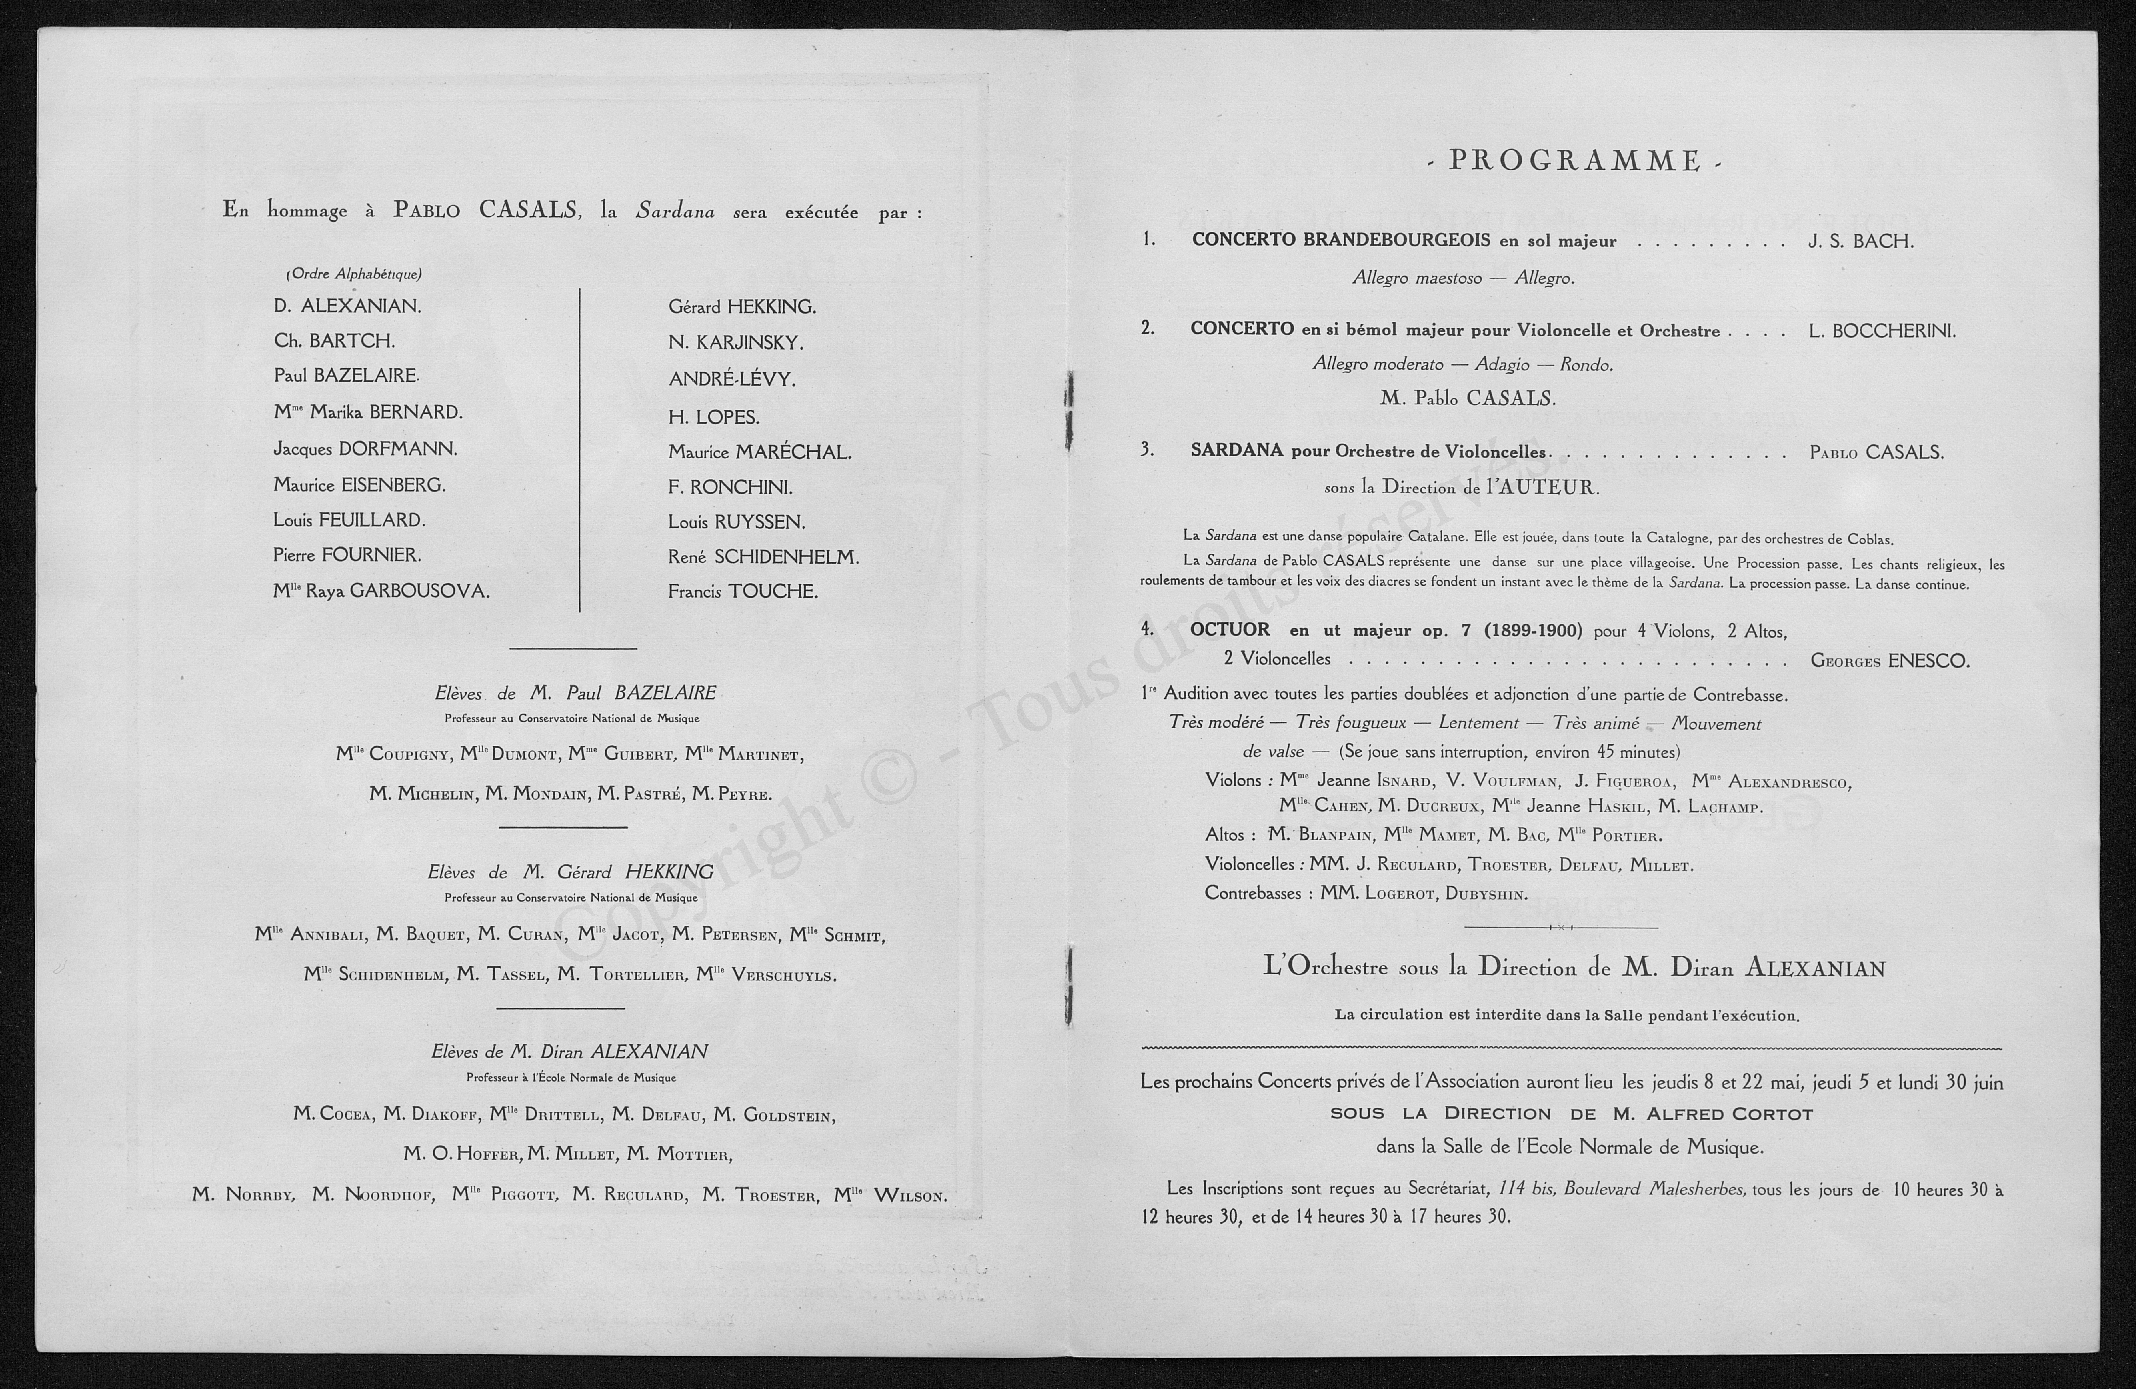 En hommage à PABLO CASALS, la Sardana sera exécutée par :
(Ordre Alphabétique)
D. ALEXANIAN.
Ch. BARTCH.
Paul BAZELAIRE.
Mme Marika BERNARD.
Jacques DORFMANN.
Maurice EISENBERG.
Louis FEUILLARD.
Pierre FOURNIER.
Mlle Raya GARBOUSOVA.
Gérard HEKKING.
N. KARJINSKY.
ANDRÉ-LÉVY.
H. LOPES.
Maurice MARÉCHAL.
F. RONCHINI.
Louis RUYSSEN.
René SCHIDENHELM.
Francis TOUCHE.
Elèves de M. Paul BAZELAIRE
Professeur au Conservatoire National de Musique
Mlle COUPIGNY, Mlle DUMONT, Mme GUIBERT, Mlle MARTINET,
M. MICHELIN, M. MONDAIN, M. PASTRÉ, M. PEYRE.
Elèves de M. Gérard HEKKING
Professeur au Conservatoire National de Musique
Mlle ANNIBALI, M. BAQUET, M. CURAN, Mlle JACOT, M. PETERSEN, Mlle SCHMIT,
Mlle SCHIDENHELM, M. TASSEL, M. TORTELLIER, Mlle VERSCHUYLS.
Elèves de M. Diran ALEXANIAN
Professeur à l'École Normale de Musique
M. COCEA, M. DIAKOFF, Mlle DRITTELL, M. DELFAU, M. GOLDSTEIN,
M. O. HOFFER, M. MILLET, M. MOTTIER,
M. NORRBY, M. NOORDHOF, Mlle PIGGOTT, M. RECULARD, M. TROESTER, Mlle WILSON.
- PROGRAMME -
1. CONCERTO BRANDEBOURGEOIS en sol majeur . . . . . . . . . J. S. BACH.
Allegro maestoso — Allegro.
2. CONCERTO en si bémol majeur pour Violoncelle et Orchestre . . . . L. BOCCHERINI.
Allegro moderato — Adagio — Rondo.
M. Pablo CASALS.
3. SARDANA pour Orchestre de Violoncelles. . . . . . . . . . . . . . PABLO CASALS.
sons la Direction de l'AUTEUR.
La Sardana est une danse populaire Catalane. Elle est jouée, dans toute la Catalogne, par des orchestres de Coblas.
La Sardana de Pablo CASALS représente une danse sur une place villageoise. Une Procession passe. Les chants religieux, les
roulements de tambour et les voix des diacres se fondent un instant avec le thème de la Sardana. La procession passe. La danse continue.
4. OCTUOR en ut majeur op. 7 (1899-1900) pour 4 Violons, 2 Altos,
2 Violoncelles . . . . . . . . . . . . . . . . . . . . . . . . . GEORGES ENESCO.
1re Audition avec toutes les parties doublées et adjonction d'une partie de Contrebasse.
Très modéré — Très fougueux — Lentement — Très animé — Mouvement
de valse — (Se joue sans interruption, environ 45 minutes)
Violons : Mme Jeanne ISNARD, V. VOULFMAN, J. FIGUEROA, Mme ALEXANDRESCO,
Mlle CAHEN, M. DUCREUX, Mlle Jeanne HASKIL, M. LACHAMP.
Altos : M. BLANPAIN, Mlle MAMET, M. BAC, Mlle PORTIER.
Violoncelles : MM. J. RECULARD, TROESTER, DELFAU, MILLET.
Contrebasses : MM. LOGEROT, DUBYSHIN.
L'Orchestre sous la Direction de M. Diran ALEXANIAN
La circulation est interdite dans la Salle pendant l'exécution.
Les prochains Concerts privés de l'Association auront lieu les jeudis 8 et 22 mai, jeudi 5 et lundi 30 juin
SOUS LA DIRECTION DE M. ALFRED CORTOT
dans la Salle de l'Ecole Normale de Musique.
Les Inscriptions sont reçues au Secrétariat, 114 bis, Boulevard Malesherbes, tous les jours de 10 heures 30 à
12 heures 30, et de 14 heures 30 à 17 heures 30.
Copyright © - Tous droits réservés.